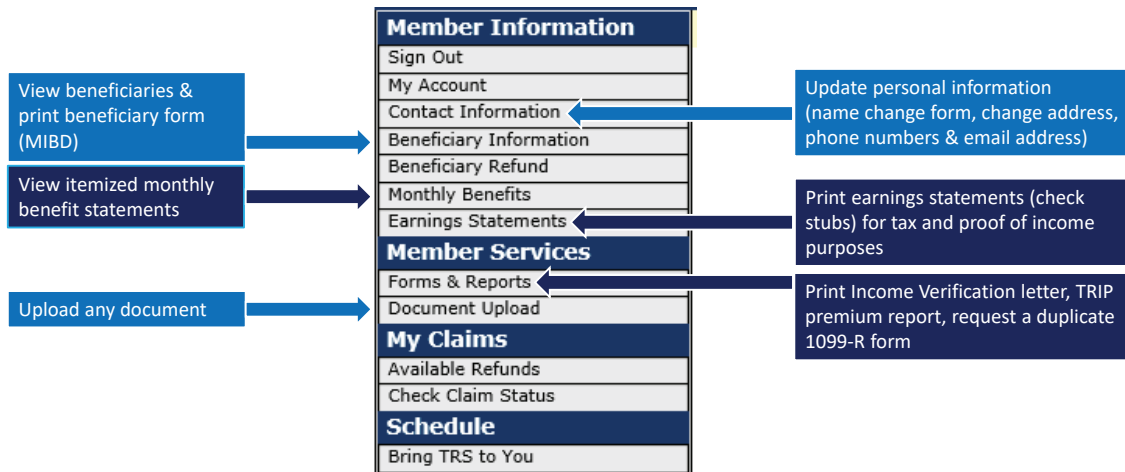 Member Information
Sign Out
My Account
Contact Information
Beneficiary Information
Beneficiary Refund
Monthly Benefits
Earnings Statements
Member Services
Forms & Reports
Document Upload
My Claims
Available Refunds
Check Claim Status
Schedule
Bring TRS to You
View beneficiaries &
print beneficiary form
(MIBD)
View itemized monthly
benefit statements
Upload any document
Update personal information
(name change form, change address,
phone numbers & email address)
Print earnings statements (check
stubs) for tax and proof of income
purposes
Print Income Verification letter, TRIP
premium report, request a duplicate
1099-R form